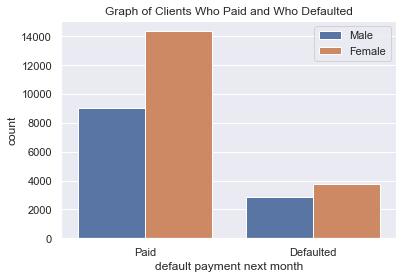 Graph of Clients Who Paid and Who Defaulted
Male
Female
14000
12000
10000
8000
6000
4000
2000
0
count
Paid
Defaulted
default payment next month